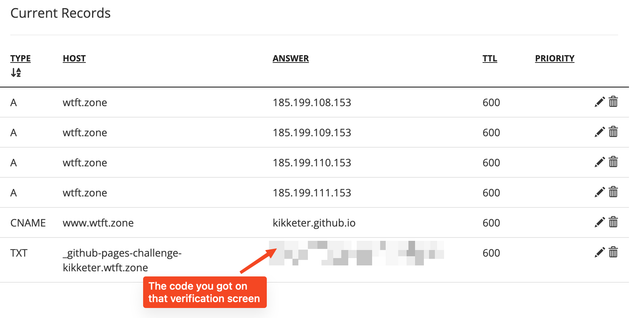 Current Records
TYPE HOST ANSWER TTL PRIORITY
A wtft.zone 185.199.108.153 600
A wtft.zone 185.199.109.153 600
A wtft.zone 185.199.110.153 600
A wtft.zone 185.199.111.153 600
CNAME www.wtft.zone kikketer.github.io 600
TXT _github-pages-challenge- 600
kikketer.wtft.zone
The code you got on
that verification screen